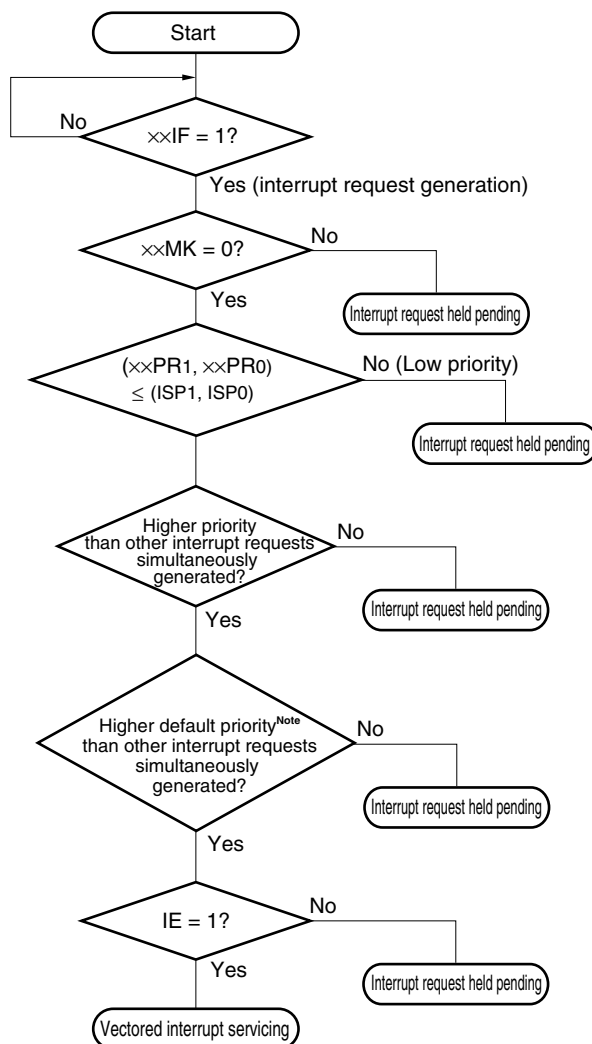 Start
No
××IF = 1?
Yes (interrupt request generation)
××MK = 0?
No
Yes
Interrupt request held pending
(××PR1, ××PR0)
≤ (ISP1, ISP0)
No (Low priority)
Interrupt request held pending
Higher priority
than other interrupt requests
simultaneously
generated?
No
Interrupt request held pending
Yes
Higher default priorityNote
than other interrupt requests
simultaneously
generated?
No
Interrupt request held pending
Yes
IE = 1?
No
Yes
Interrupt request held pending
Vectored interrupt servicing